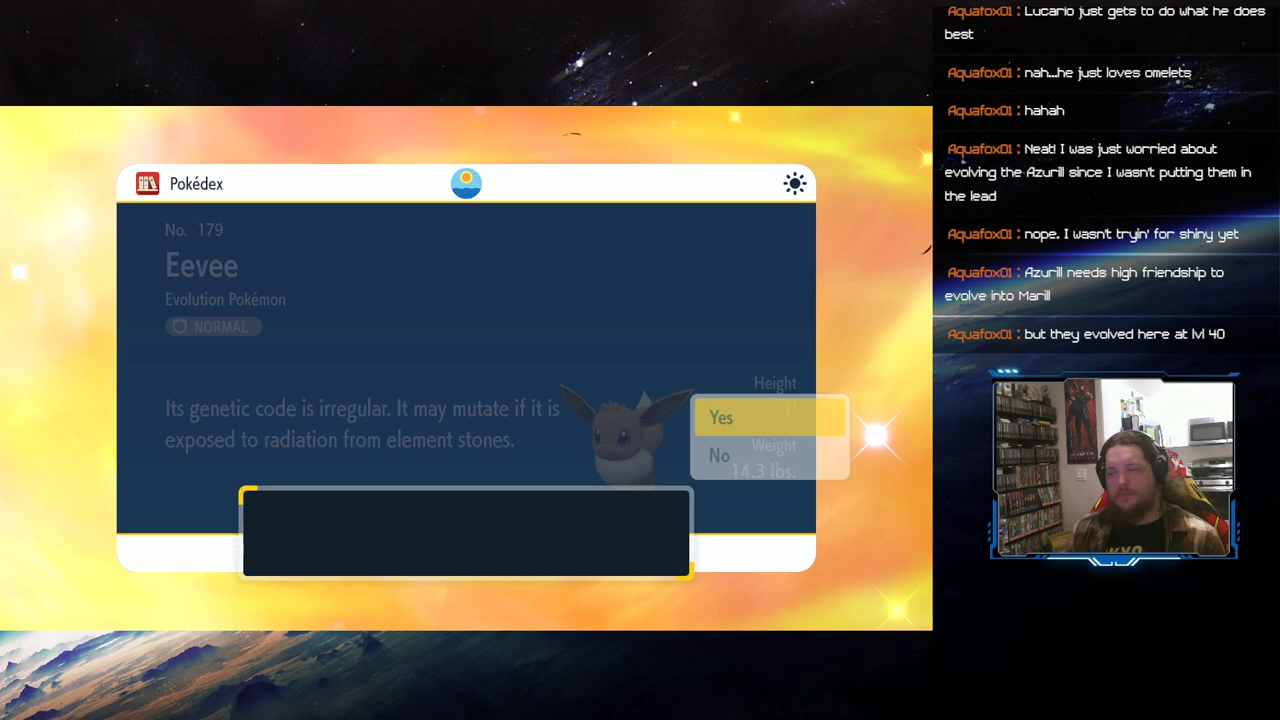 Pokédex
No. 179
Eevee
Evolution Pokémon
NORMAL
Its genetic code is irregular. It may mutate if it is
exposed to radiation from element stones.
Height
1'
Weight
14.3 lbs.
Yes
No
Aquafox01 : Lucario just gets to do what he does
best
Aquafox01 : nah...he just loves omelets
Aquafox01 : hahah
Aquafox01 : Neat! I was just worried about
evolving the Azurill since I wasn't putting them in
the lead
Aquafox01 : nope. I wasn't tryin' for shiny yet
Aquafox01 : Azurill needs high friendship to
evolve into Marill
Aquafox01 : but they evolved here at lvl 40